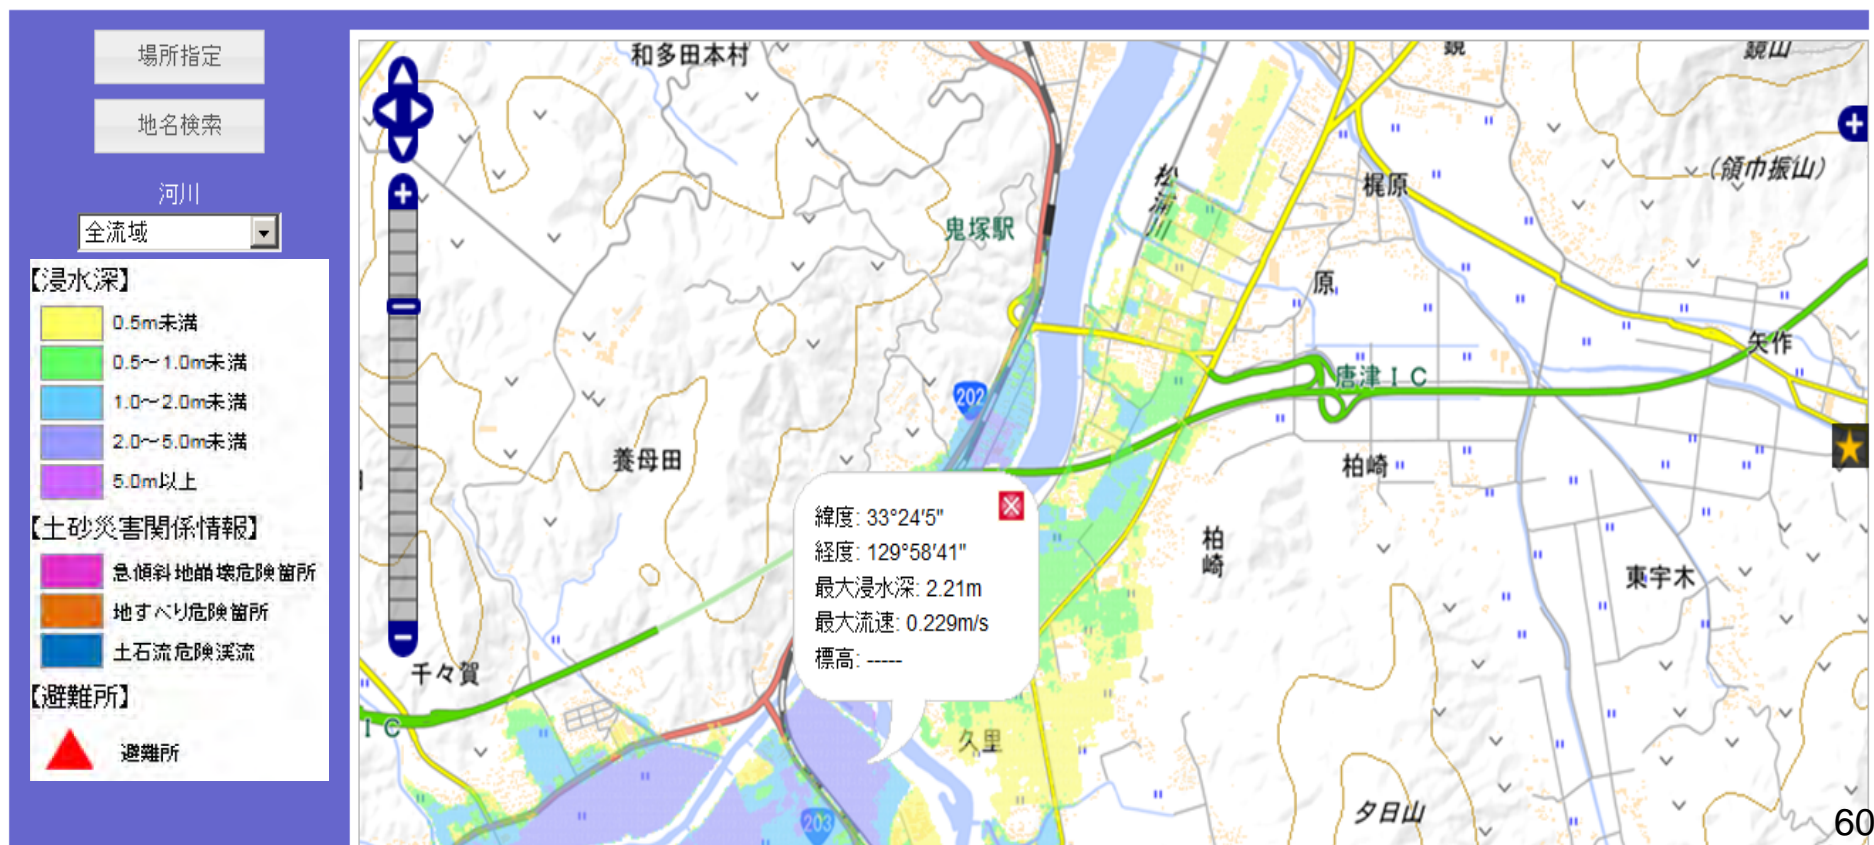 場所指定
地名検索
河川
全流域
【浸水深】
0.5m未満
0.5～1.0m未満
1.0～2.0m未満
2.0～5.0m未満
5.0m以上
【土砂災害関係情報】
急傾斜地崩壊危険箇所
地すべり危険箇所
土石流危険渓流
【避難所】
避難所
和多田本村
鏡
鏡山
(領巾振山)
松浦川
梶原
鬼塚駅
原
矢作
唐津IC
202
養母田
柏崎
柏崎
東宇木
緯度: 33°24'5"
経度: 129°58'41"
最大浸水深: 2.21m
最大流速: 0.229m/s
標高: -----
千々賀
IC
久里
夕日山
203
60